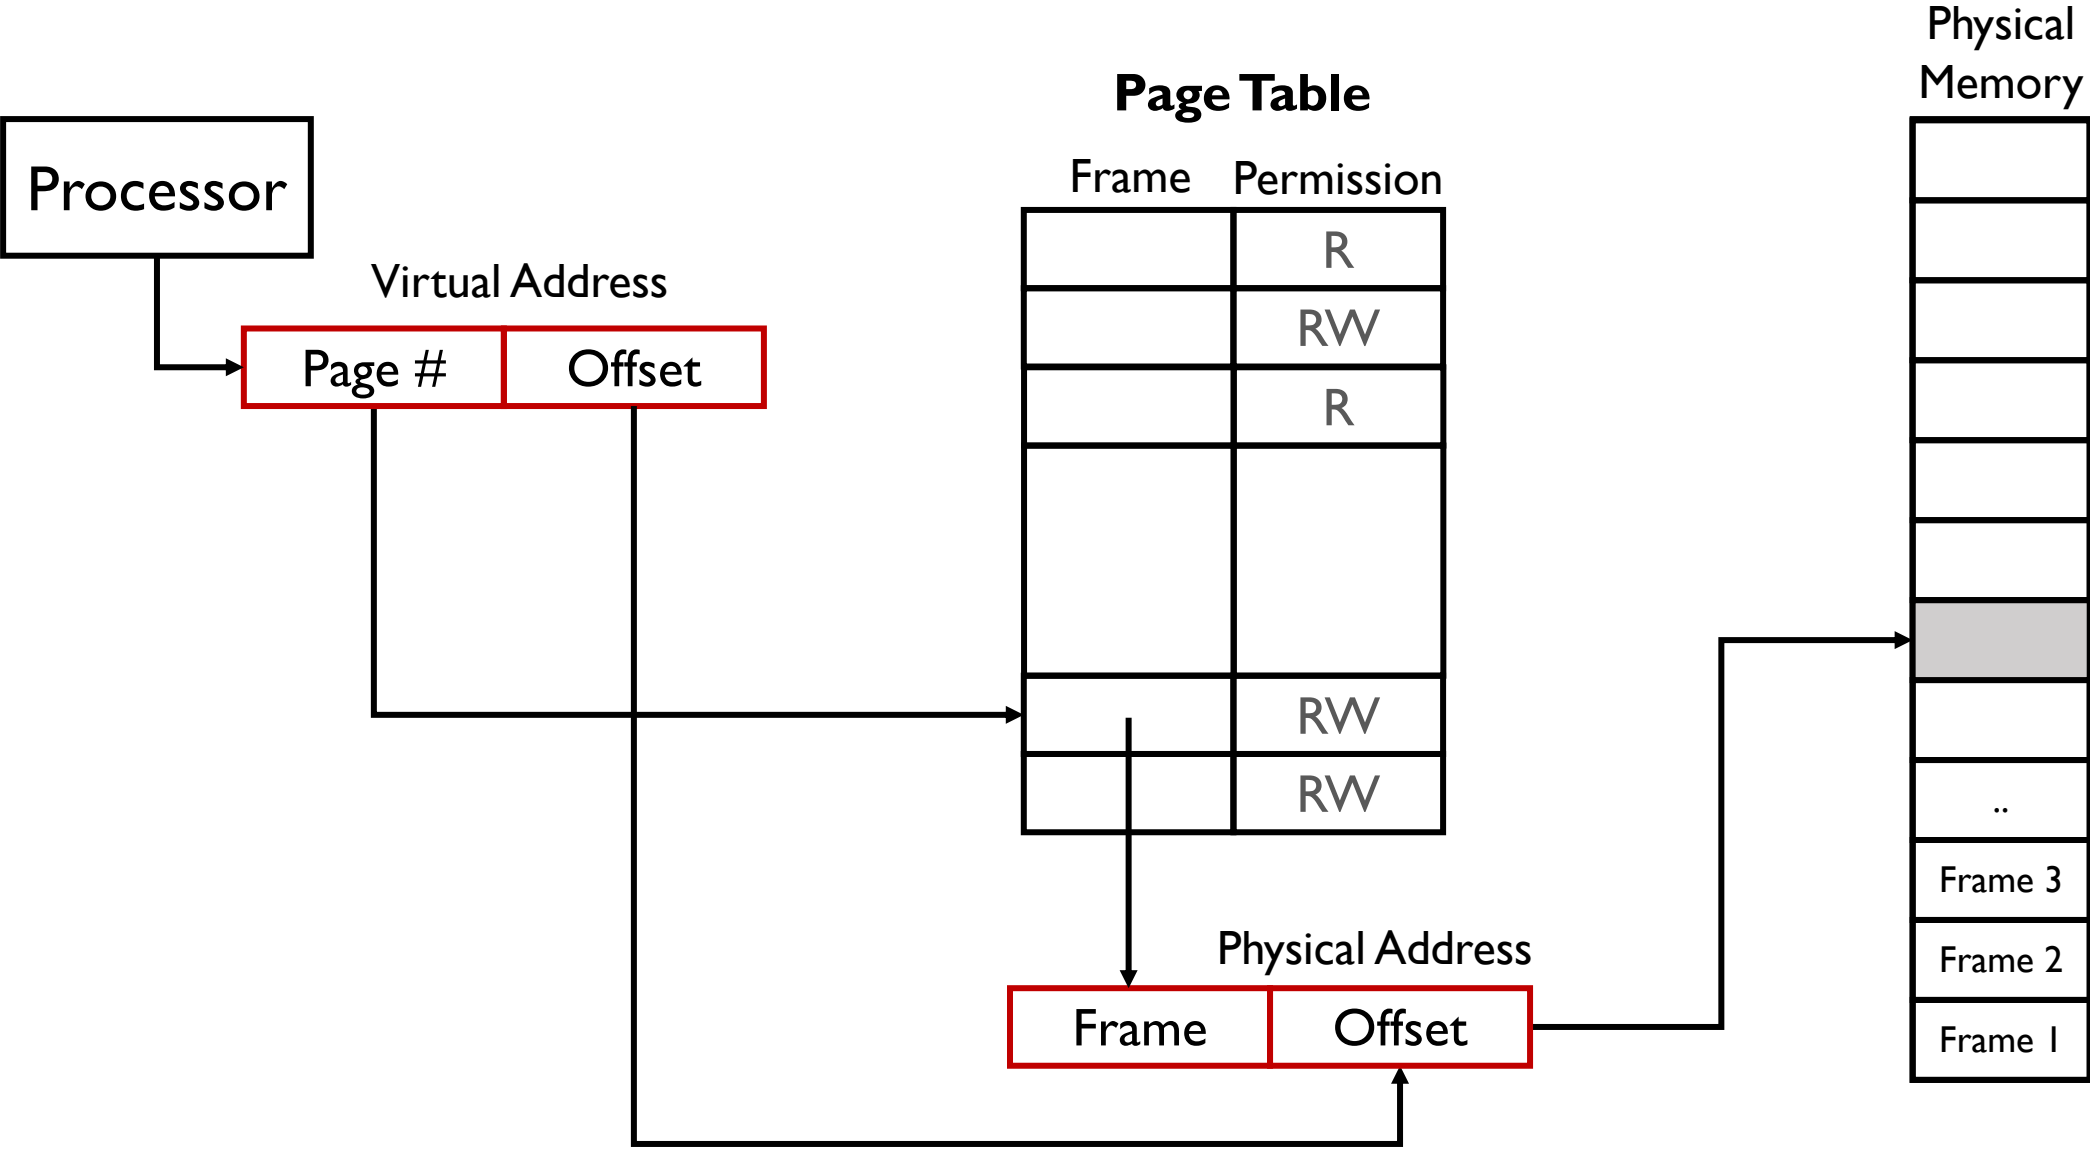 Physical
Memory
Page Table
Processor
Frame Permission
R
Virtual Address
RW
Page # Offset
R
RW
RW
..
Frame 3
Physical Address
Frame 2
Frame Offset
Frame 1